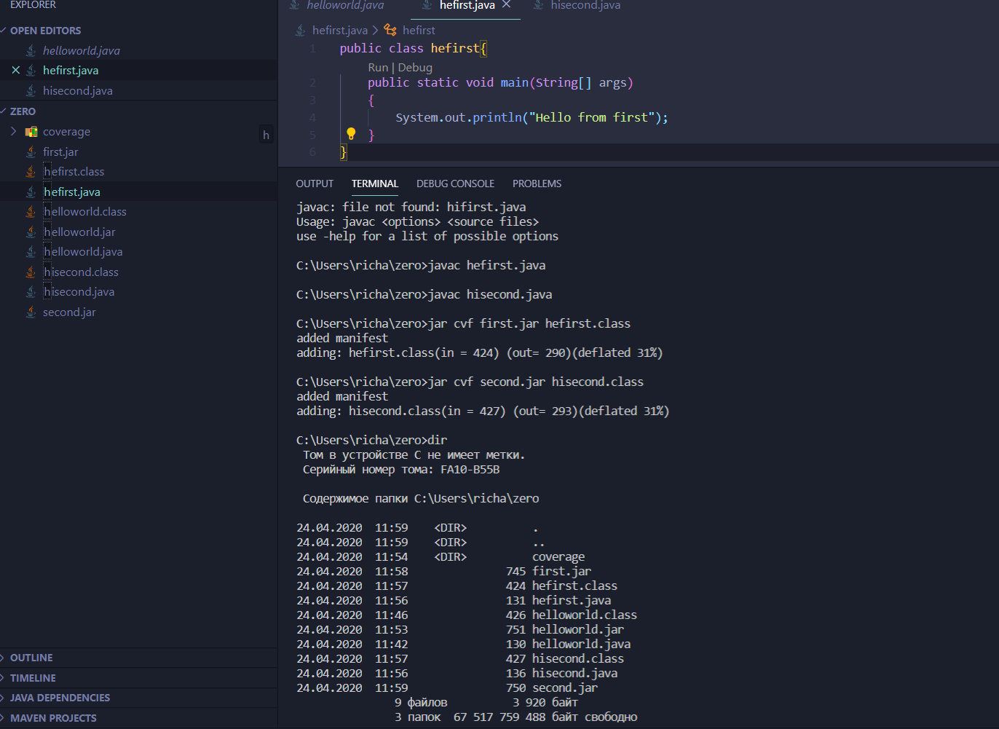 EXPLORER
OPEN EDITORS
helloworld.java
hefirst.java
hisecond.java
ZERO
coverage
h
first.jar
hefirst.class
hefirst.java
helloworld.class
helloworld.jar
helloworld.java
hisecond.class
hisecond.java
second.jar
OUTLINE
TIMELINE
JAVA DEPENDENCIES
MAVEN PROJECTS
helloworld.java hefirst.java hisecond.java
hefirst.java > hefirst
1 public class hefirst{
Run | Debug
2 public static void main(String[] args)
3 {
4 System.out.println("Hello from first");
5 }
6 }
OUTPUT TERMINAL DEBUG CONSOLE PROBLEMS
javac: file not found: hifirst.java
Usage: javac <options> <source files>
use -help for a list of possible options
C:\Users\richa\zero>javac hefirst.java
C:\Users\richa\zero>javac hisecond.java
C:\Users\richa\zero>jar cvf first.jar hefirst.class
added manifest
adding: hefirst.class(in = 424) (out= 290)(deflated 31%)
C:\Users\richa\zero>jar cvf second.jar hisecond.class
added manifest
adding: hisecond.class(in = 427) (out= 293)(deflated 31%)
C:\Users\richa\zero>dir
Том в устройстве C не имеет метки.
Серийный номер тома: FA10-B55B
Содержимое папки C:\Users\richa\zero
24.04.2020 11:59 <DIR> .
24.04.2020 11:59 <DIR> ..
24.04.2020 11:54 <DIR> coverage
24.04.2020 11:58 745 first.jar
24.04.2020 11:57 424 hefirst.class
24.04.2020 11:56 131 hefirst.java
24.04.2020 11:46 426 helloworld.class
24.04.2020 11:53 751 helloworld.jar
24.04.2020 11:42 130 helloworld.java
24.04.2020 11:57 427 hisecond.class
24.04.2020 11:56 136 hisecond.java
24.04.2020 11:59 750 second.jar
9 файлов 3 920 байт
3 папок 67 517 759 488 байт свободно